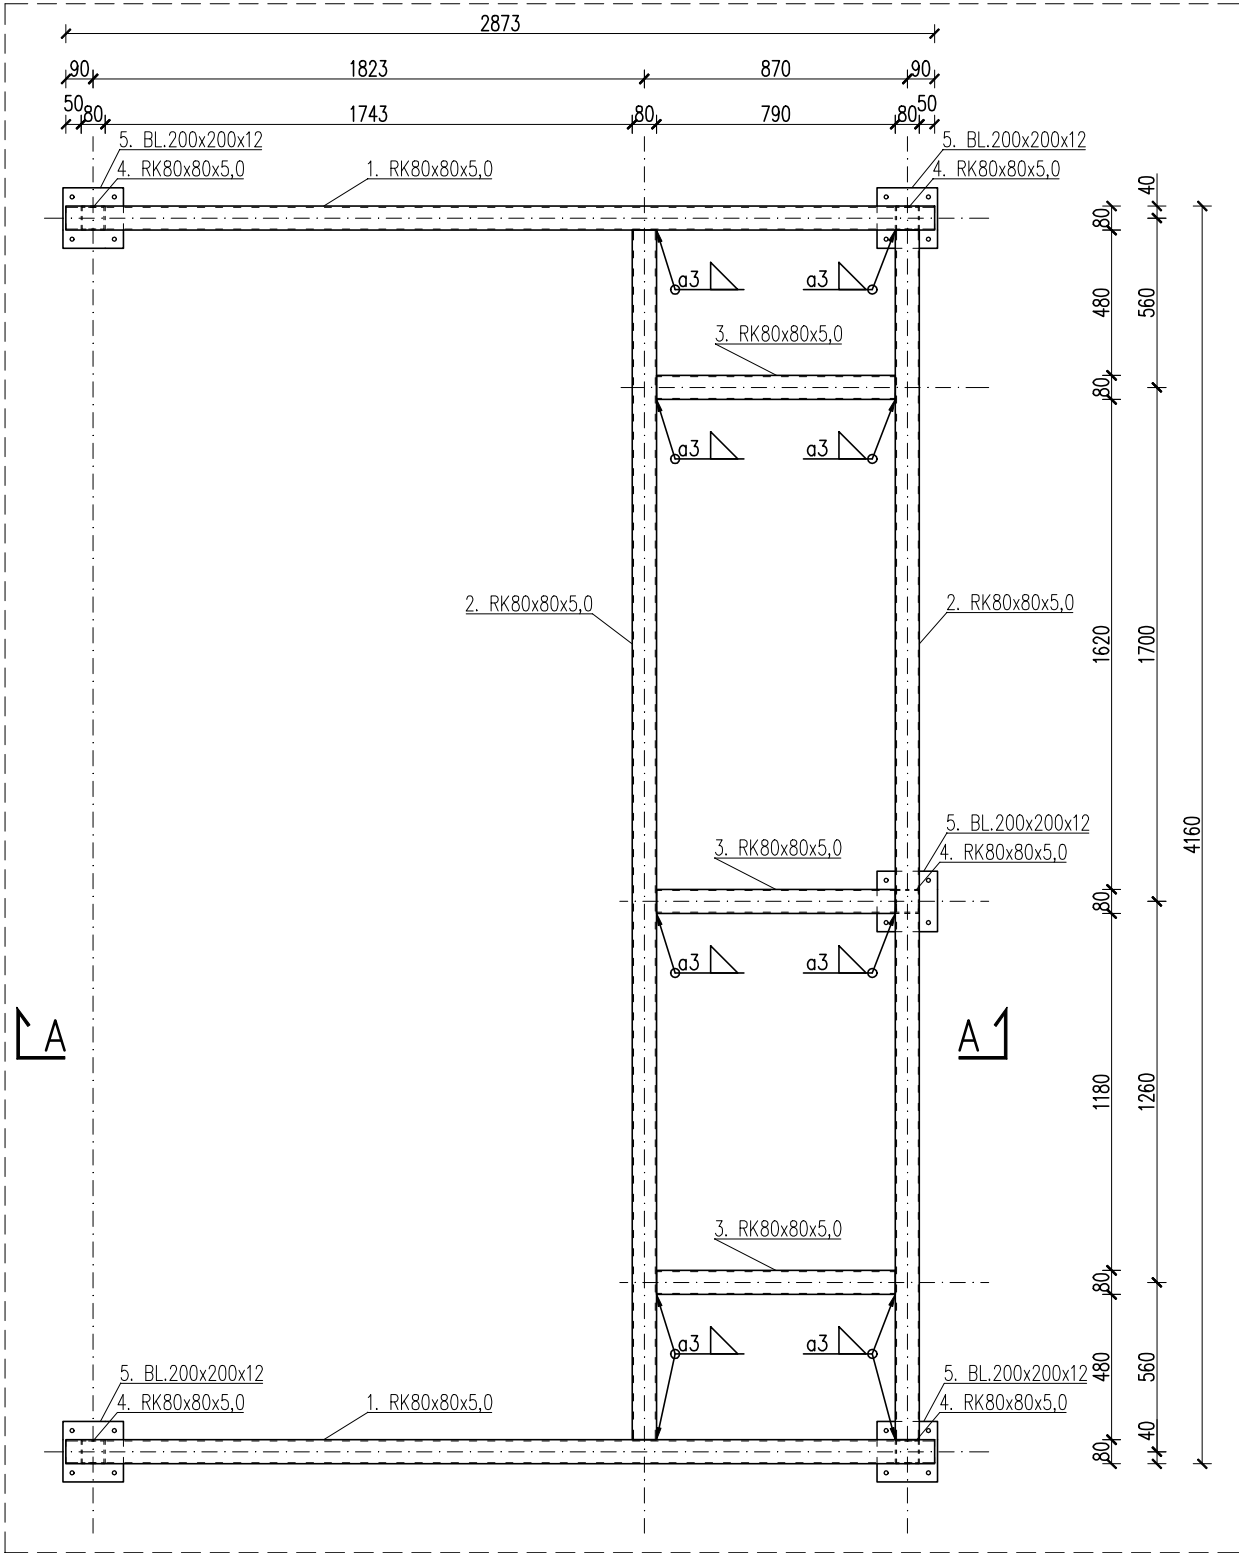 2873
90 1823 870 90
50 80 1743 80 790 80 50
5. BL.200x200x12
4. RK80x80x5,0
1. RK80x80x5,0
5. BL.200x200x12
4. RK80x80x5,0
40
80
a3
a3
480
560
3. RK80x80x5,0
80
a3
a3
2. RK80x80x5,0
2. RK80x80x5,0
1620
1700
4160
5. BL.200x200x12
3. RK80x80x5,0
4. RK80x80x5,0
80
a3
a3
A
A
1180
1260
3. RK80x80x5,0
80
a3
a3
480
560
5. BL.200x200x12
4. RK80x80x5,0
1. RK80x80x5,0
5. BL.200x200x12
4. RK80x80x5,0
40
80